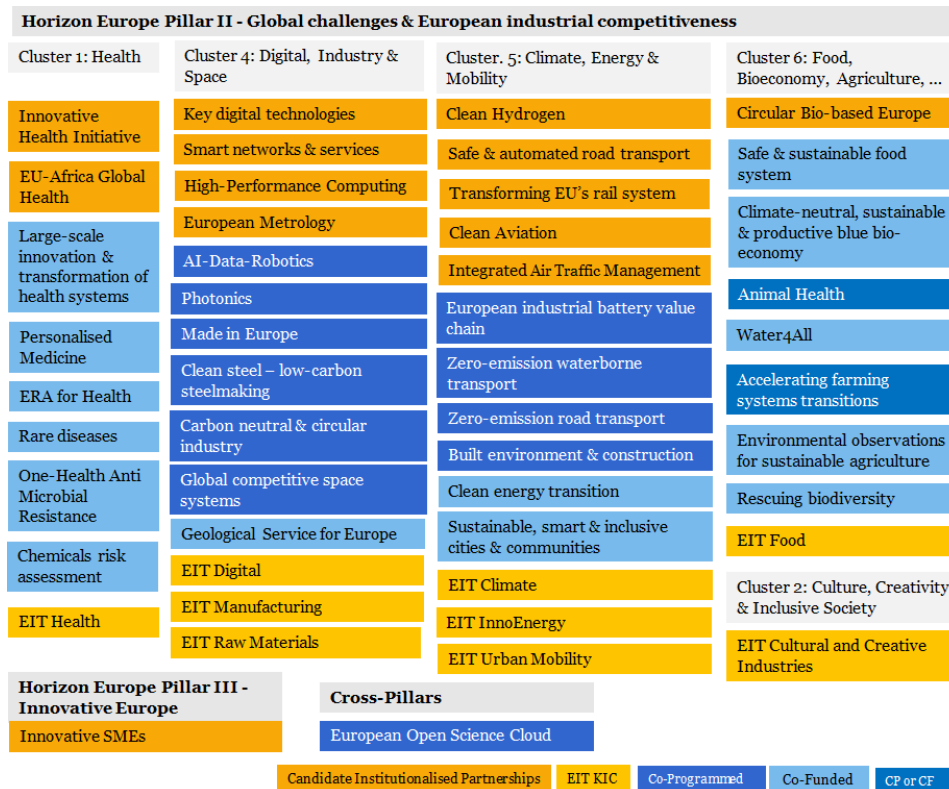 Horizon Europe Pillar II - Global challenges & European industrial competitiveness
Cluster 1: Health
Innovative
Health Initiative
EU-Africa Global
Health
Large-scale
innovation &
transformation of
health systems
Personalised
Medicine
ERA for Health
Rare diseases
One-Health Anti
Microbial
Resistance
Chemicals risk
assessment
EIT Health
Cluster 4: Digital, Industry &
Space
Key digital technologies
Smart networks & services
High-Performance Computing
European Metrology
AI-Data-Robotics
Photonics
Made in Europe
Clean steel – low-carbon
steelmaking
Carbon neutral & circular
industry
Global competitive space
systems
Geological Service for Europe
EIT Digital
EIT Manufacturing
EIT Raw Materials
Cluster. 5: Climate, Energy &
Mobility
Clean Hydrogen
Safe & automated road transport
Transforming EU's rail system
Clean Aviation
Integrated Air Traffic Management
European industrial battery value
chain
Zero-emission waterborne
transport
Zero-emission road transport
Built environment & construction
Clean energy transition
Sustainable, smart & inclusive
cities & communities
EIT Climate
EIT InnoEnergy
EIT Urban Mobility
Cluster 6: Food,
Bioeconomy, Agriculture, ...
Circular Bio-based Europe
Safe & sustainable food
system
Climate-neutral, sustainable
& productive blue bio-
economy
Animal Health
Water4All
Accelerating farming
systems transitions
Environmental observations
for sustainable agriculture
Rescuing biodiversity
EIT Food
Cluster 2: Culture, Creativity
& Inclusive Society
EIT Cultural and Creative
Industries
Horizon Europe Pillar III -
Innovative Europe
Innovative SMEs
Cross-Pillars
European Open Science Cloud
Candidate Institutionalised Partnerships
EIT KIC
Co-Programmed
Co-Funded
CP or CF